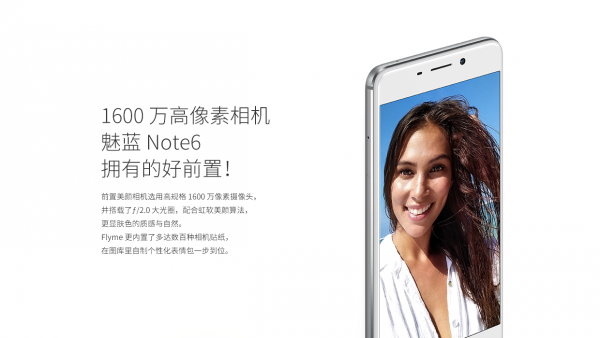 1600 万高像素相机
魅蓝 Note6
拥有的好前置！
前置美颜相机选用高规格 1600 万像素摄像头，
并搭载了ƒ/2.0 大光圈，配合虹软美颜算法，
更显肤色的质感与自然。
Flyme 更内置了多达数百种相机贴纸，
在图库里自制个性化表情包一步到位。